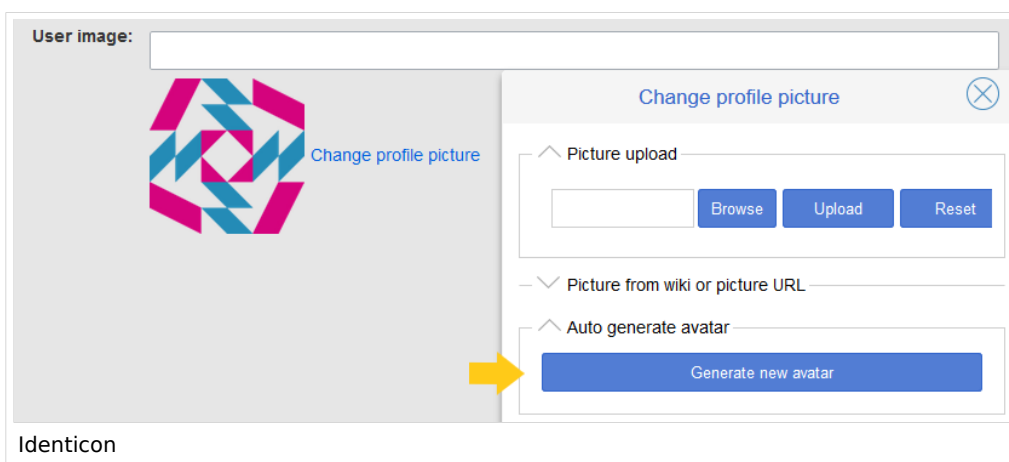 User image:
Change profile picture
Change profile picture
Picture upload
Browse Upload Reset
Picture from wiki or picture URL
Auto generate avatar
Generate new avatar
Identicon